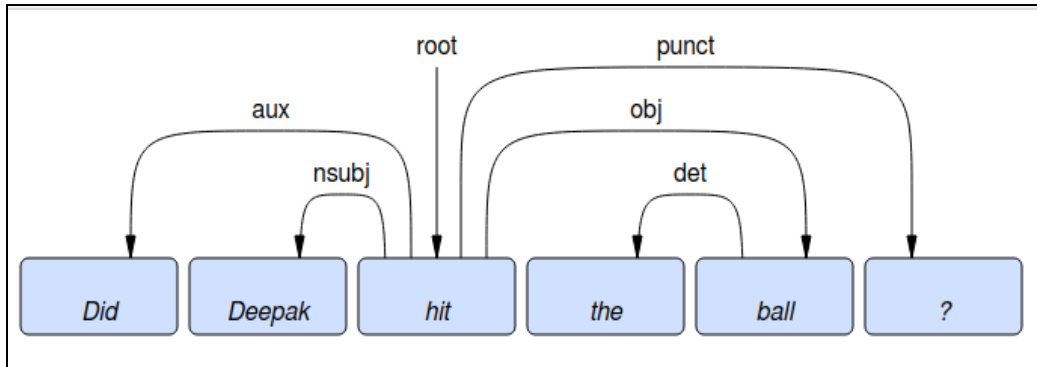 root punct
aux obj
nsubj det
Did Deepak hit the ball ?